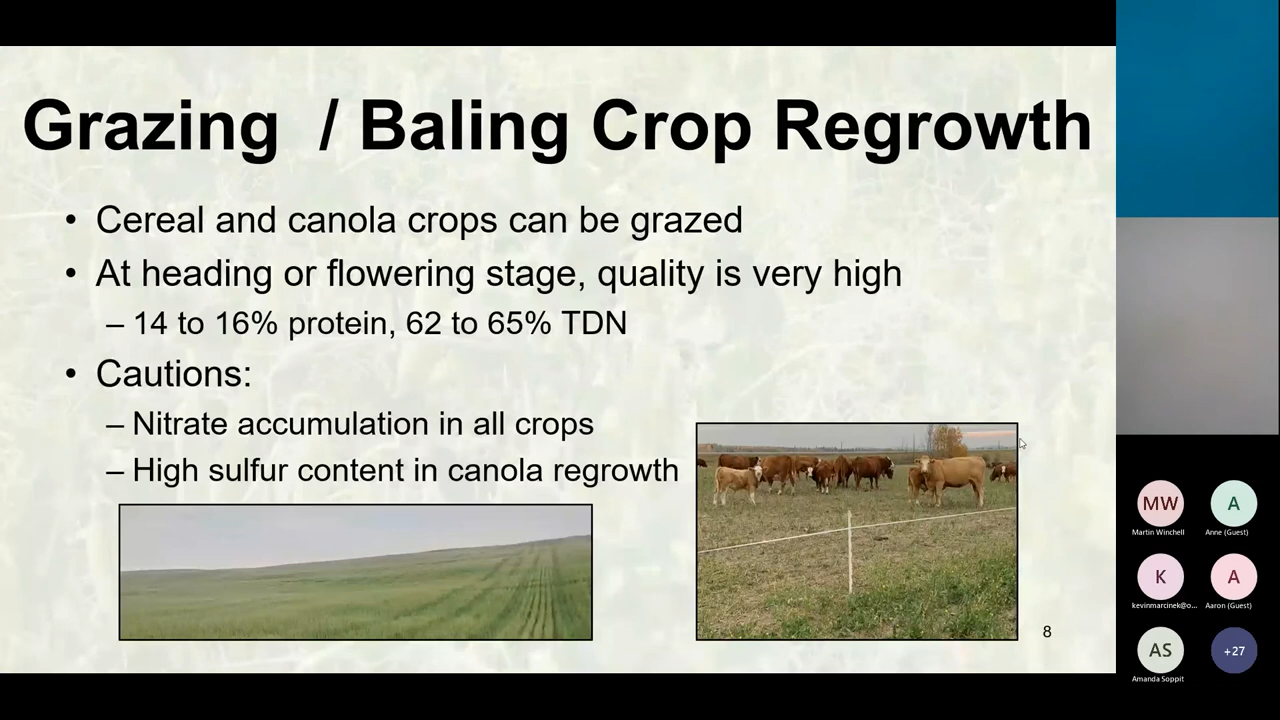 Grazing / Baling Crop Regrowth
• Cereal and canola crops can be grazed
• At heading or flowering stage, quality is very high
– 14 to 16% protein, 62 to 65% TDN
• Cautions:
– Nitrate accumulation in all crops
– High sulfur content in canola regrowth
8
MW
A
Martin Winchell
Anne (Guest)
K
A
kevinmarcinek@o...
Aaron (Guest)
AS
+27
Amanda Soppit